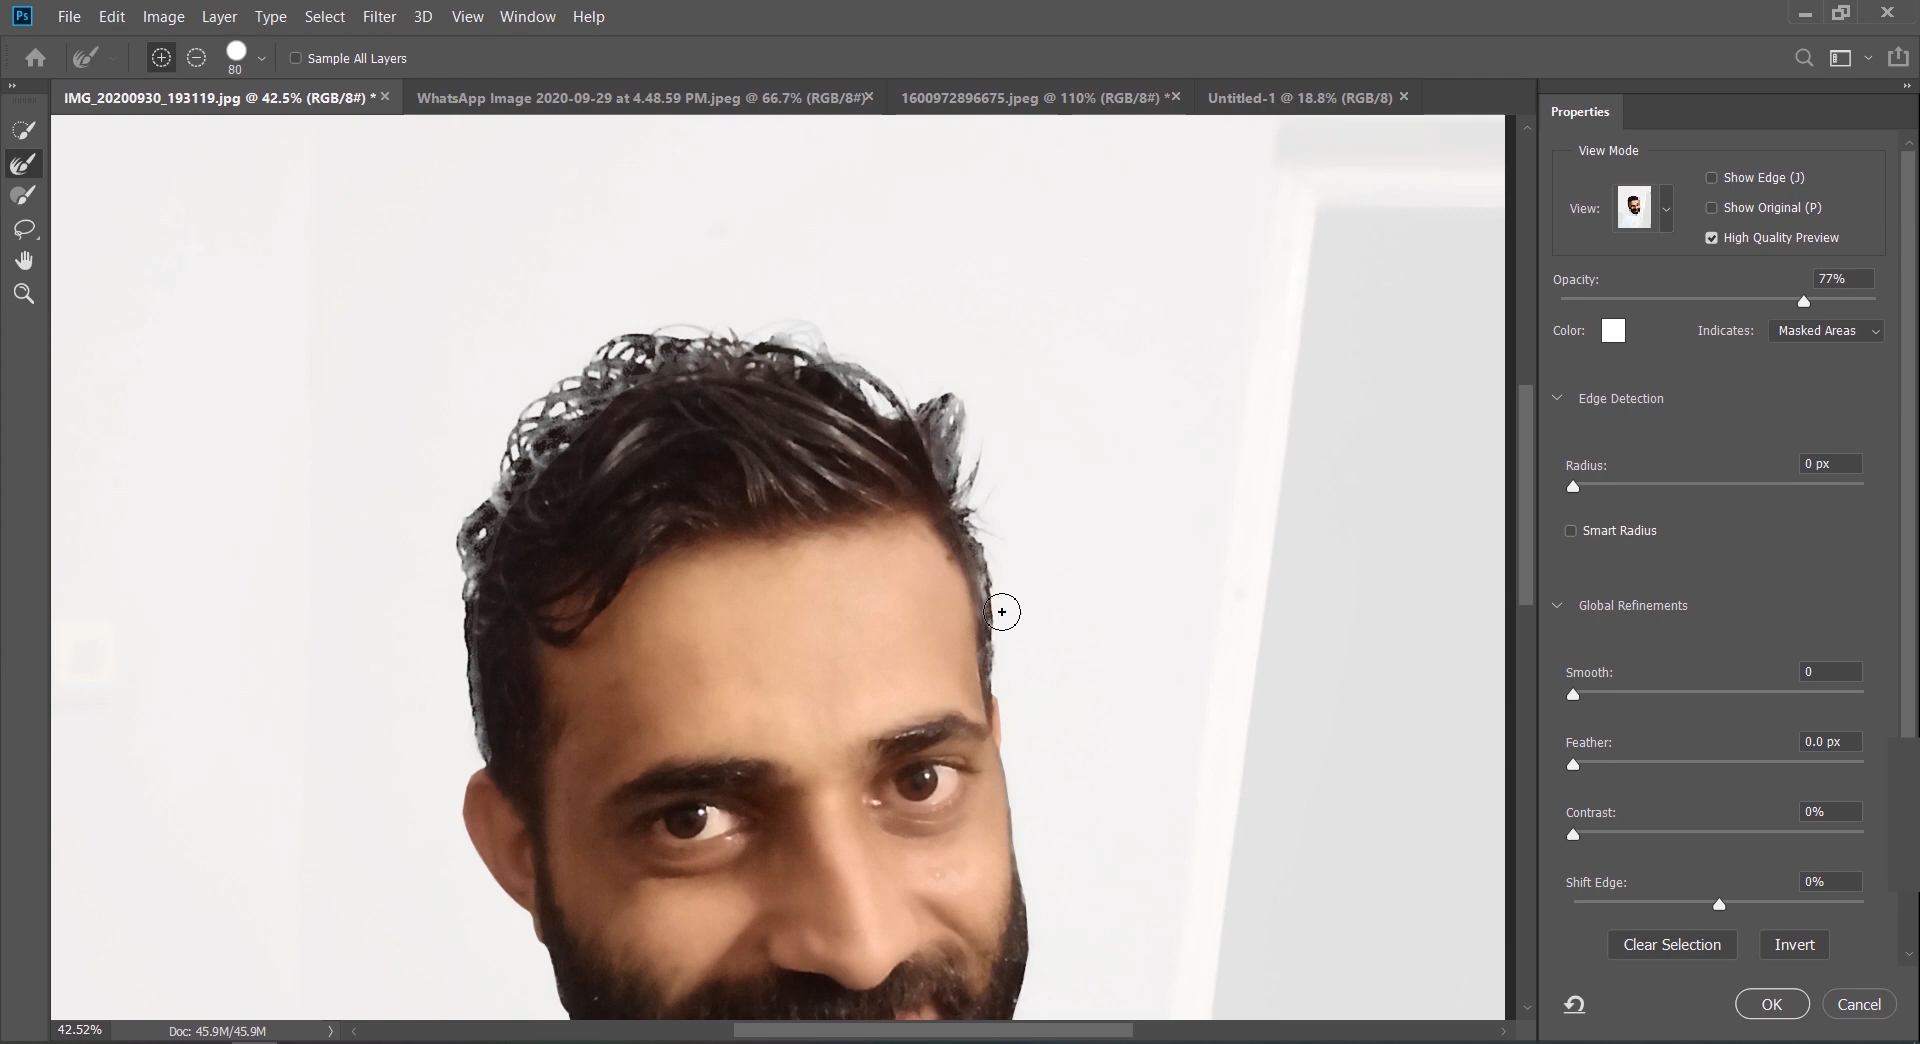 Ps File Edit Image Layer Type Select Filter 3D View Window Help
80 Sample All Layers
IMG_20200930_193119.jpg @ 42.5% (RGB/8#) * WhatsApp Image 2020-09-29 at 4.48.59 PM.jpeg @ 66.7% (RGB/8#) 1600972896675.jpeg @ 110% (RGB/8#) * Untitled-1 @ 18.8% (RGB/8)
Properties
View Mode
View:
Show Edge (J)
Show Original (P)
High Quality Preview
Opacity: 77%
Color: Indicates: Masked Areas
Edge Detection
Radius: 0 px
Smart Radius
Global Refinements
Smooth: 0
Feather: 0.0 px
Contrast: 0%
Shift Edge: 0%
Clear Selection Invert
OK Cancel
42.52% Doc: 45.9M/45.9M